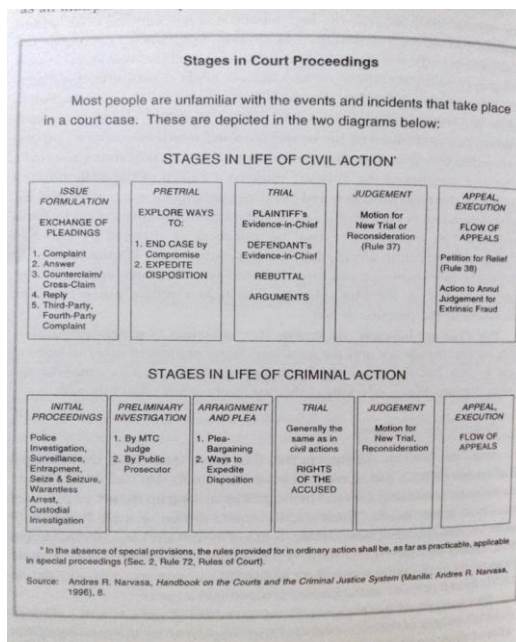 Stages in Court Proceedings
Most people are unfamiliar with the events and incidents that take place
in a court case. These are depicted in the two diagrams below:
STAGES IN LIFE OF CIVIL ACTION*
ISSUE
FORMULATION
EXCHANGE OF
PLEADINGS
1. Complaint
2. Answer
3. Counterclaim/
Cross-Claim
4. Reply
5. Third-Party,
Fourth-Party
Complaint
PRETRIAL
EXPLORE WAYS
TO:
1. END CASE by
Compromise
2. EXPEDITE
DISPOSITION
TRIAL
PLAINTIFF's
Evidence-in-Chief
DEFENDANT's
Evidence-in-Chief
REBUTTAL
ARGUMENTS
JUDGEMENT
Motion for
New Trial or
Reconsideration
(Rule 37)
APPEAL,
EXECUTION
FLOW OF
APPEALS
Petition for Relief
(Rule 38)
Action to Annul
Judgement for
Extrinsic Fraud
STAGES IN LIFE OF CRIMINAL ACTION
INITIAL
PROCEEDINGS
Police
Investigation,
Surveillance,
Entrapment,
Seize & Seizure,
Warantless
Arrest,
Custodial
Investigation
PRELIMINARY
INVESTIGATION
1. By MTC
Judge
2. By Public
Prosecutor
ARRAIGNMENT
AND PLEA
1. Plea-
Bargaining
2. Ways to
Expedite
Disposition
TRIAL
Generally the
same as in
civil actions
RIGHTS
OF THE
ACCUSED
JUDGEMENT
Motion for
New Trial,
Reconsideration
APPEAL,
EXECUTION
FLOW OF
APPEALS
* In the absence of special provisions, the rules provided for in ordinary action shall be, as far as practicable, applicable
in special proceedings (Sec. 2, Rule 72, Rules of Court).
Source: Andres R. Narvasa, Handbook on the Courts and the Criminal Justice System (Manila: Andres R. Narvasa,
1996), 8.